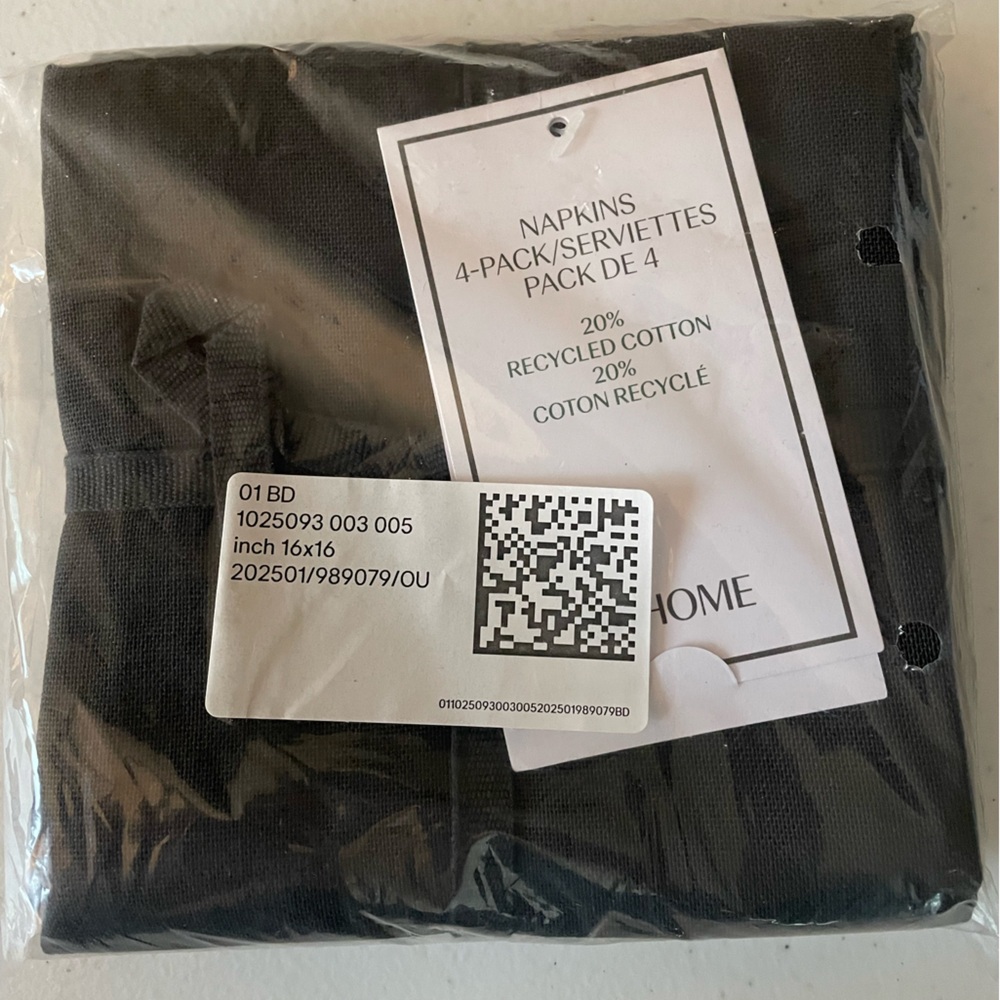 NAPKINS
4-PACK/SERVIETTES
PACK DE 4
20%
RECYCLED COTTON
20%
COTON RECYCLÉ
01 BD
1025093 003 005
inch 16x16
202501/989079/OU
HOME
011025093003005202501989079BD